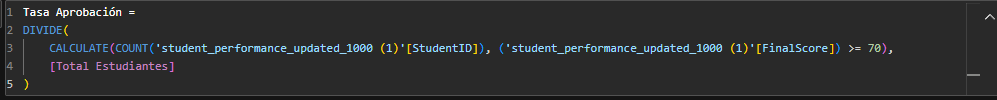 1 Tasa Aprobación =
2 DIVIDE(
3 CALCULATE(COUNT('student_performance_updated_1000 (1)'[StudentID]), ('student_performance_updated_1000 (1)'[FinalScore]) >= 70),
4 [Total Estudiantes]
5 )